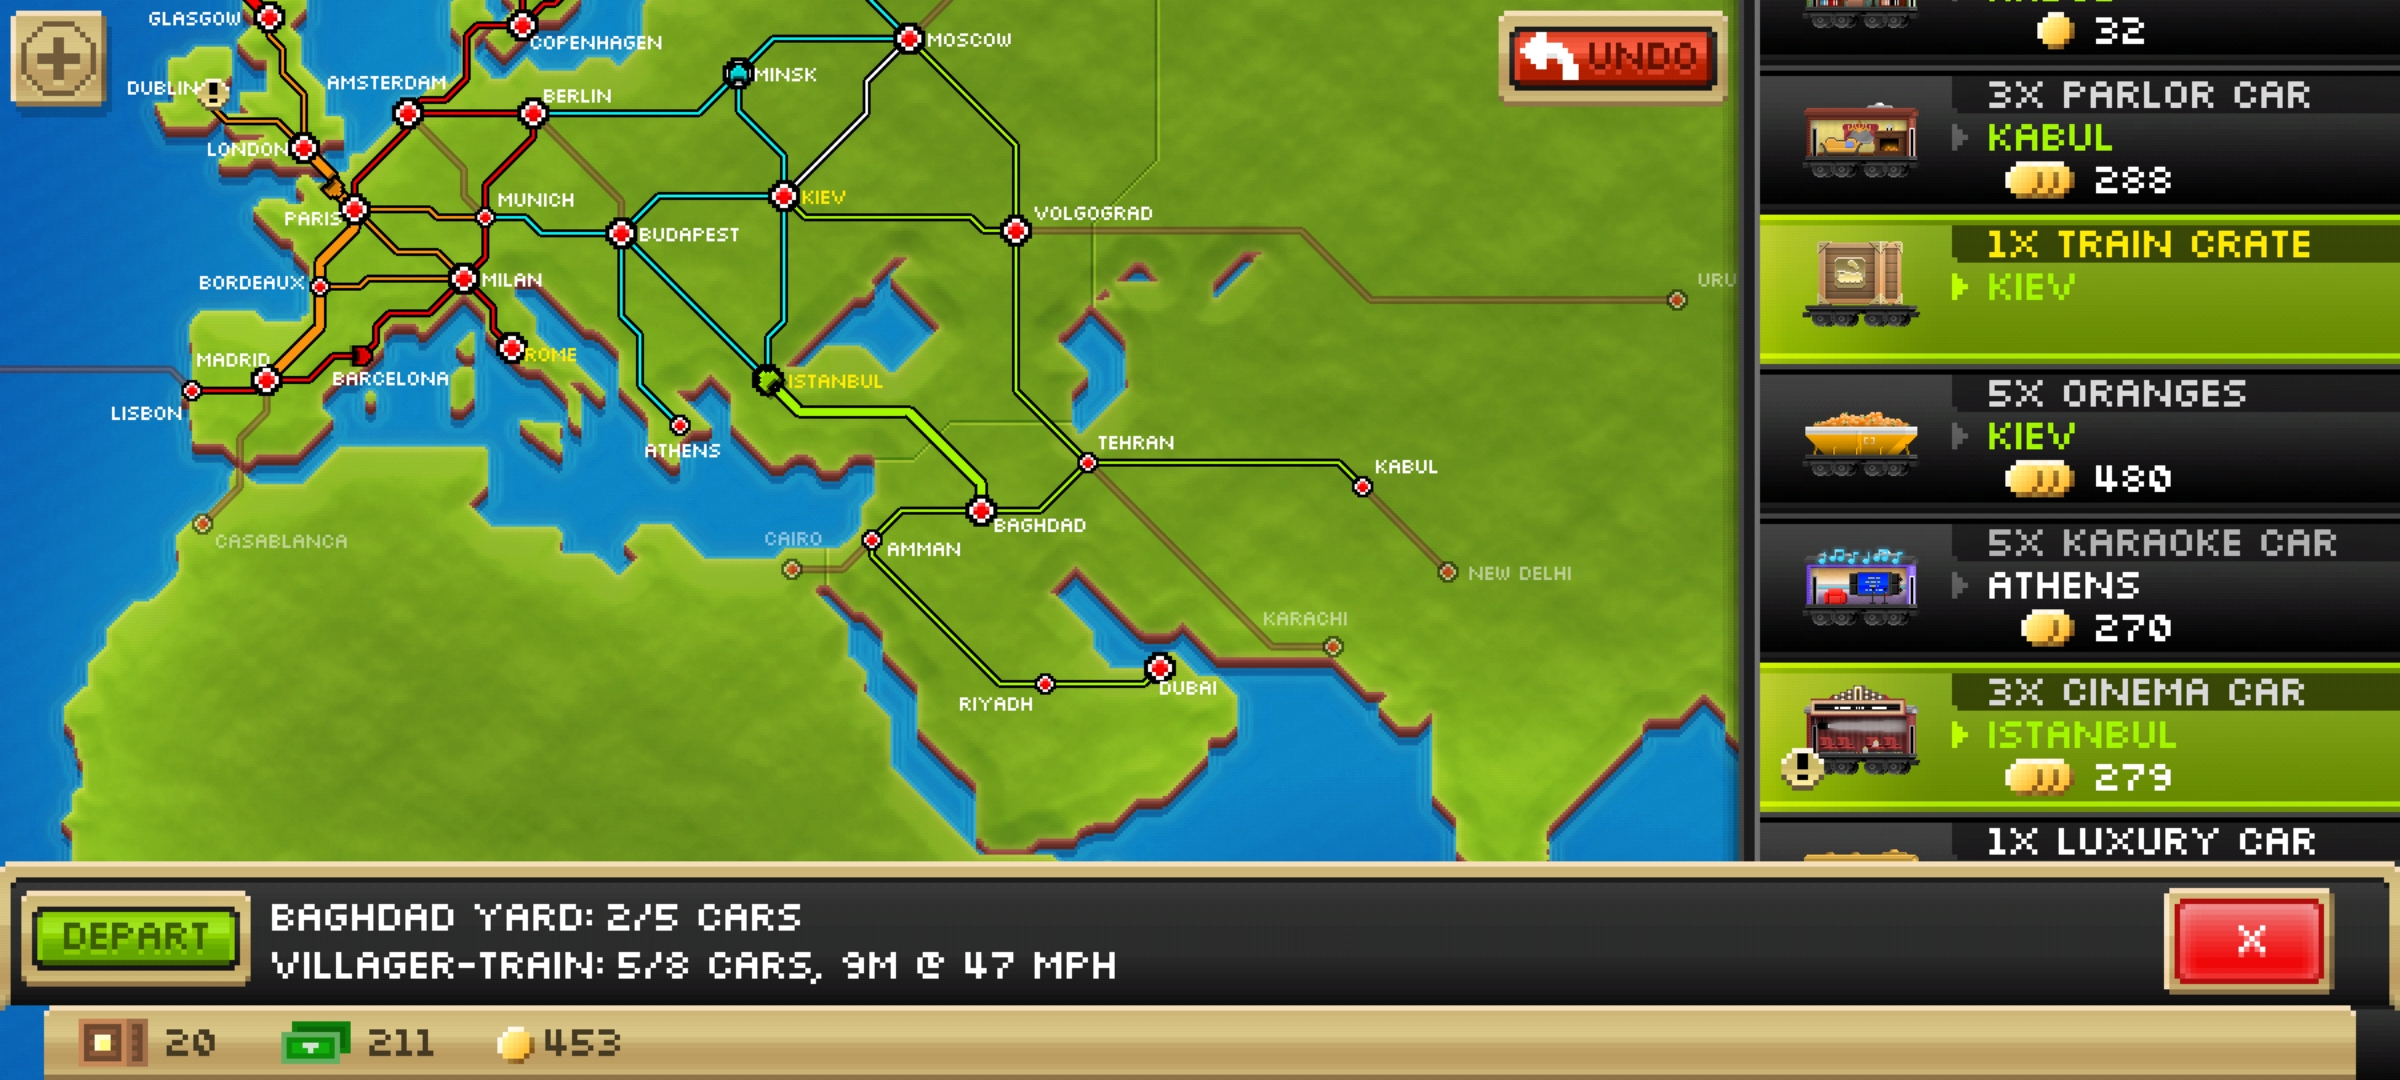 GLASGOW
COPENHAGEN
MOSCOW
UNDO
DUBLIN
!
AMSTERDAM
BERLIN
MINSK
LONDON
MUNICH
KIEV
PARIS
BUDAPEST
VOLGOGRAD
BORDEAUX
MILAN
URU
MADRID
ROME
ISTANBUL
BARCELONA
LISBON
ATHENS
TEHRAN
KABUL
BAGHDAD
CASABLANCA
CAIRO
AMMAN
NEW DELHI
KARACHI
RIYADH
DUBAI
32
3X PARLOR CAR
KABUL
288
1X TRAIN CRATE
KIEV
5X ORANGES
KIEV
480
5X KARAOKE CAR
ATHENS
270
3X CINEMA CAR
ISTANBUL
!
279
1X LUXURY CAR
DEPART
BAGHDAD YARD: 2/5 CARS
VILLAGER-TRAIN: 5/8 CARS, 9M @ 47 MPH
X
20
211
453